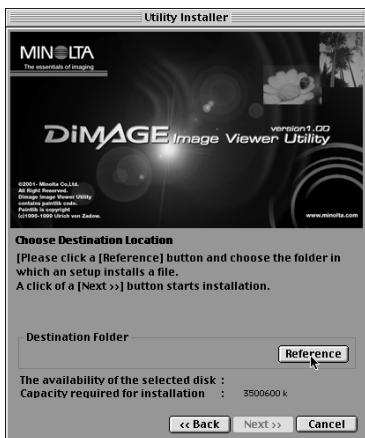 Utility Installer
MINOLTA
The essentials of imaging
DiMAGE Image Viewer Utility
version1.00
©2001- Minolta Co,Ltd.
All Right Reserved.
Dimage Image Viewer Utility
contains paintlib code.
Paintlib is copyright
(c)1996-1999 Ulrich von Zadow.
www.minolta.com
Choose Destination Location
[Please click a [Reference] button and choose the folder in
which an setup installs a file.
A click of a [Next >>] button starts installation.
Destination Folder
Reference
The availability of the selected disk :
Capacity required for installation : 3500600 k
<< Back
Next >>
Cancel